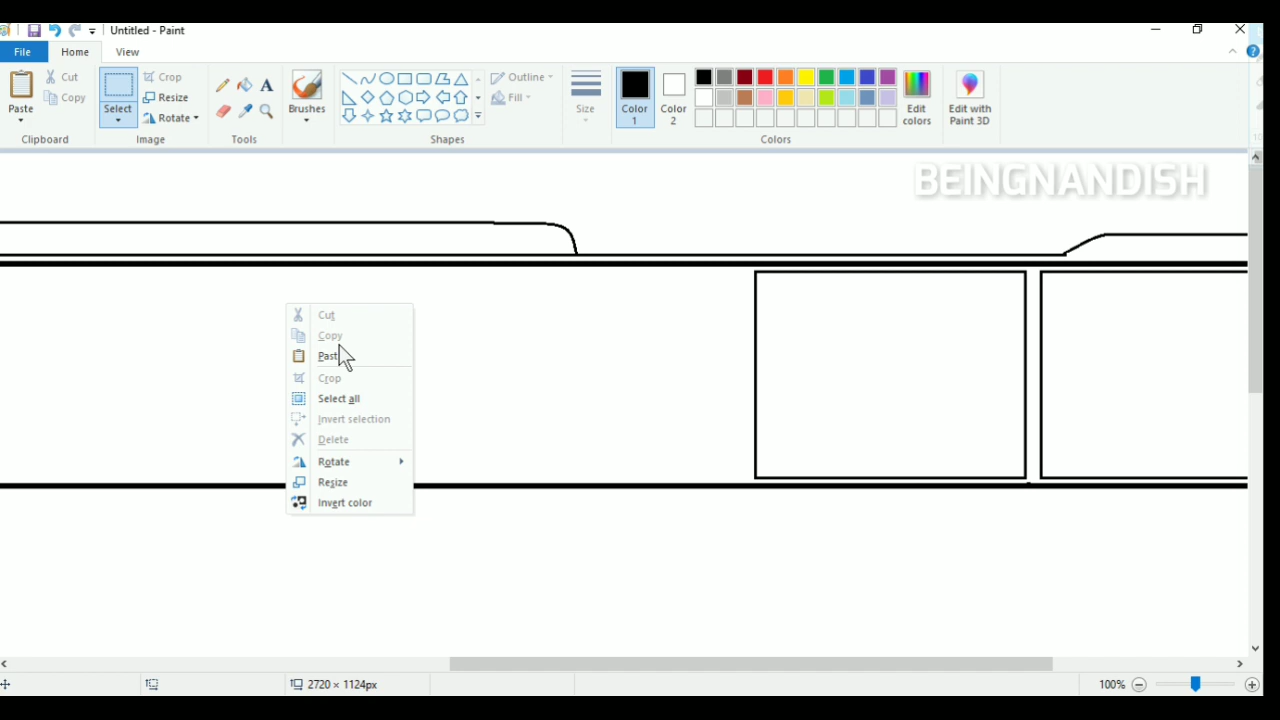 Untitled - Paint
File Home View
Paste
Cut
Copy
Clipboard
Select
Crop
Resize
Rotate
Image
A
Tools
Brushes
Outline
Fill
Shapes
Size
Color 1
Color 2
Edit colors
Colors
Edit with Paint 3D
BEINGNANDISH
Cut
Copy
Past
Crop
Select all
Invert selection
Delete
Rotate
Resize
Invert color
2720 × 1124px
100%